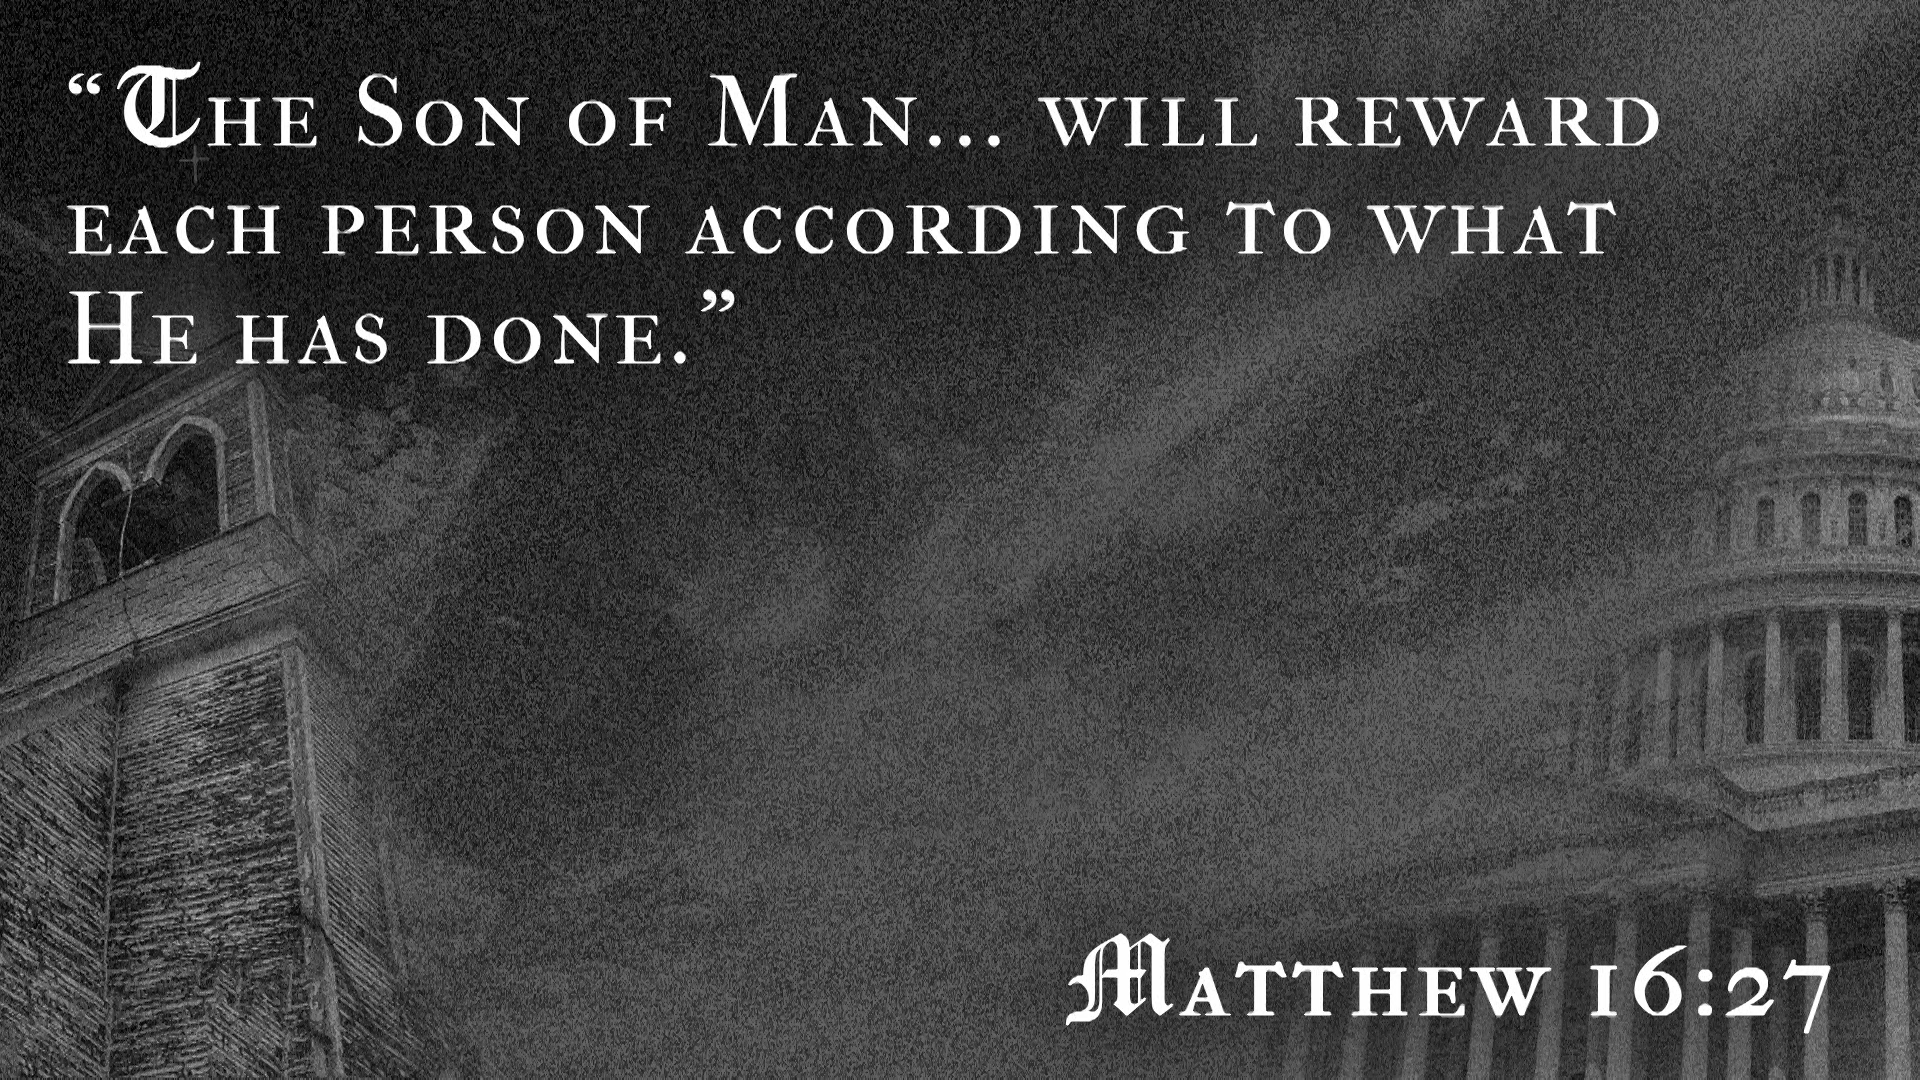 “The Son of Man... will reward
each person according to what
He has done.”
Matthew 16:27